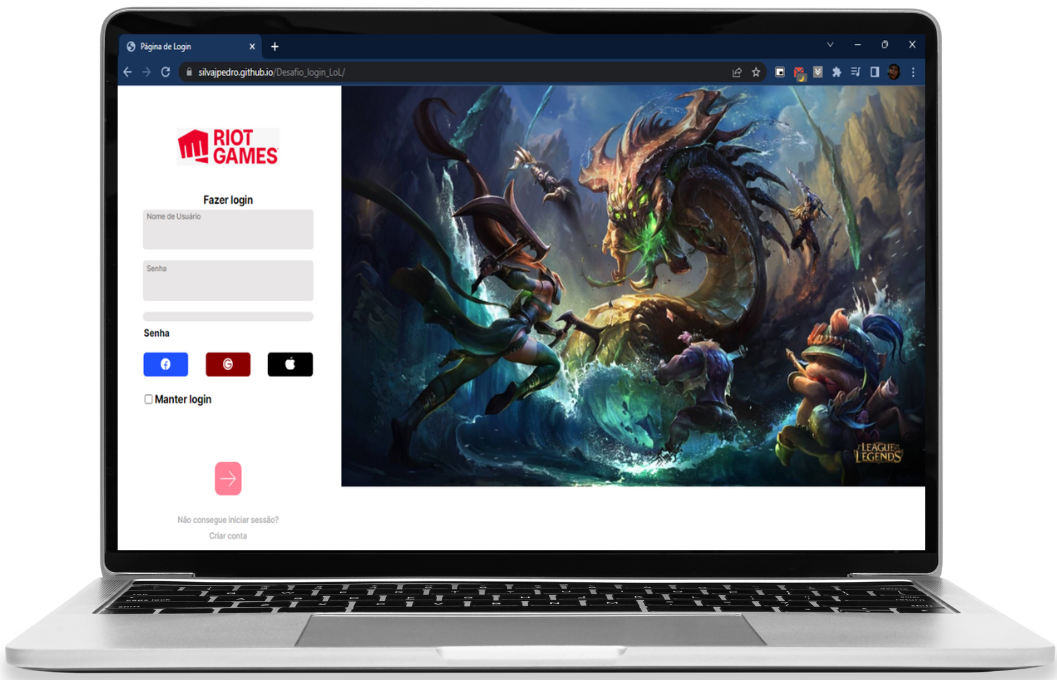 Página de Login
silvajpedro.github.io/Desafio_login_LoL/
RIOT
GAMES
Fazer login
Nome de Usuário
Senha
Senha
Manter login
Não consegue iniciar sessão?
Criar conta
LEAGUE OF
LEGENDS